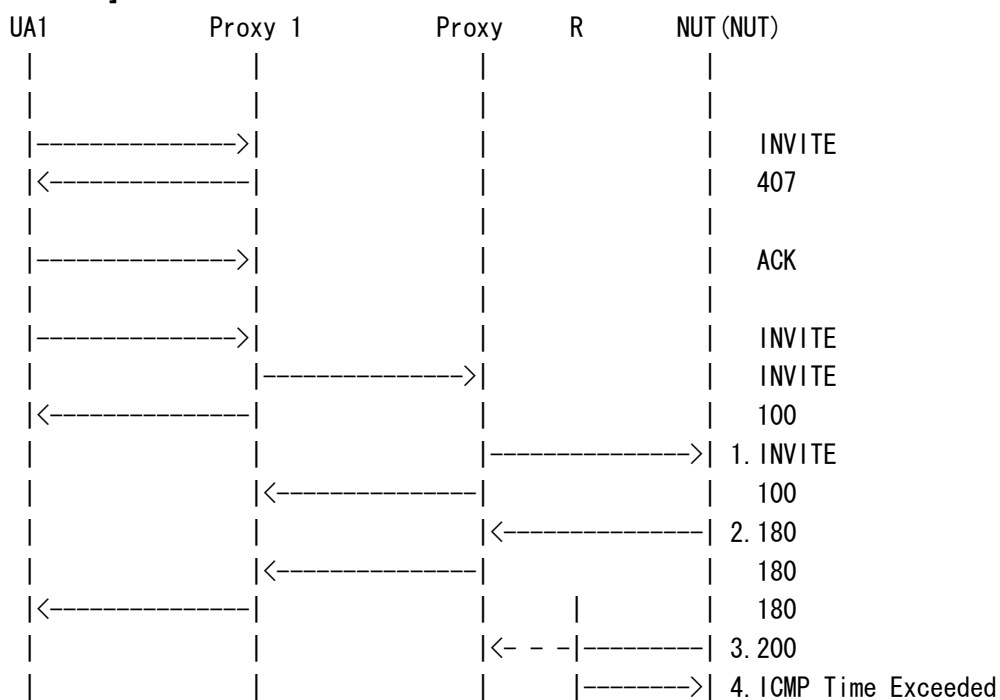 UA1 Proxy 1 Proxy R NUT(NUT)
INVITE
407
ACK
INVITE
INVITE
100
1.INVITE
100
2.180
180
180
3.200
4.ICMP Time Exceeded